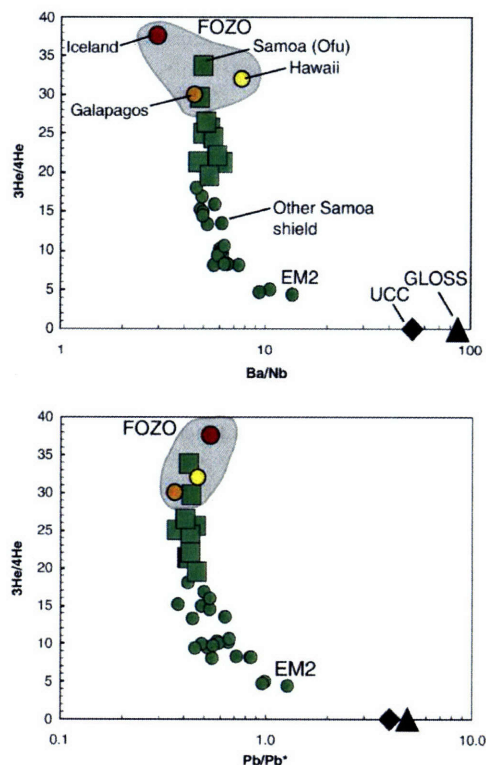 40
FOZO
Iceland
Samoa (Ofu)
35
Hawaii
30
Galapagos
25
3He/4He
20
15
Other Samoa
shield
10
EM2
GLOSS
5
UCC
0
1
10
100
Ba/Nb
40
FOZO
35
30
25
3He/4He
20
15
10
EM2
5
0
0.1
1.0
10.0
Pb/Pb*